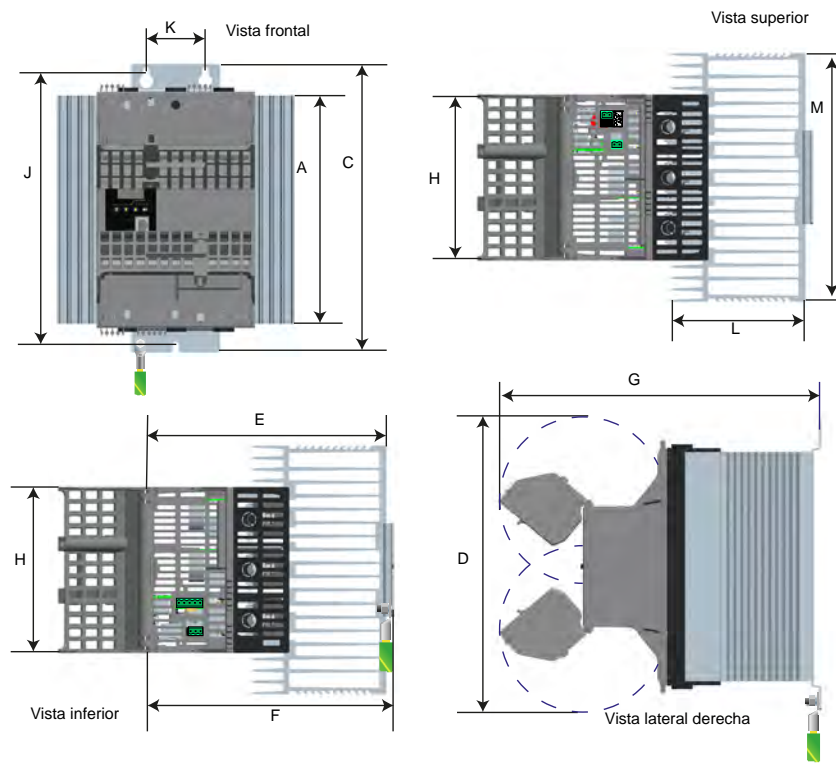 K
Vista frontal
J
A
C
Vista superior
H
M
L
E
H
F
Vista inferior
G
D
Vista lateral derecha